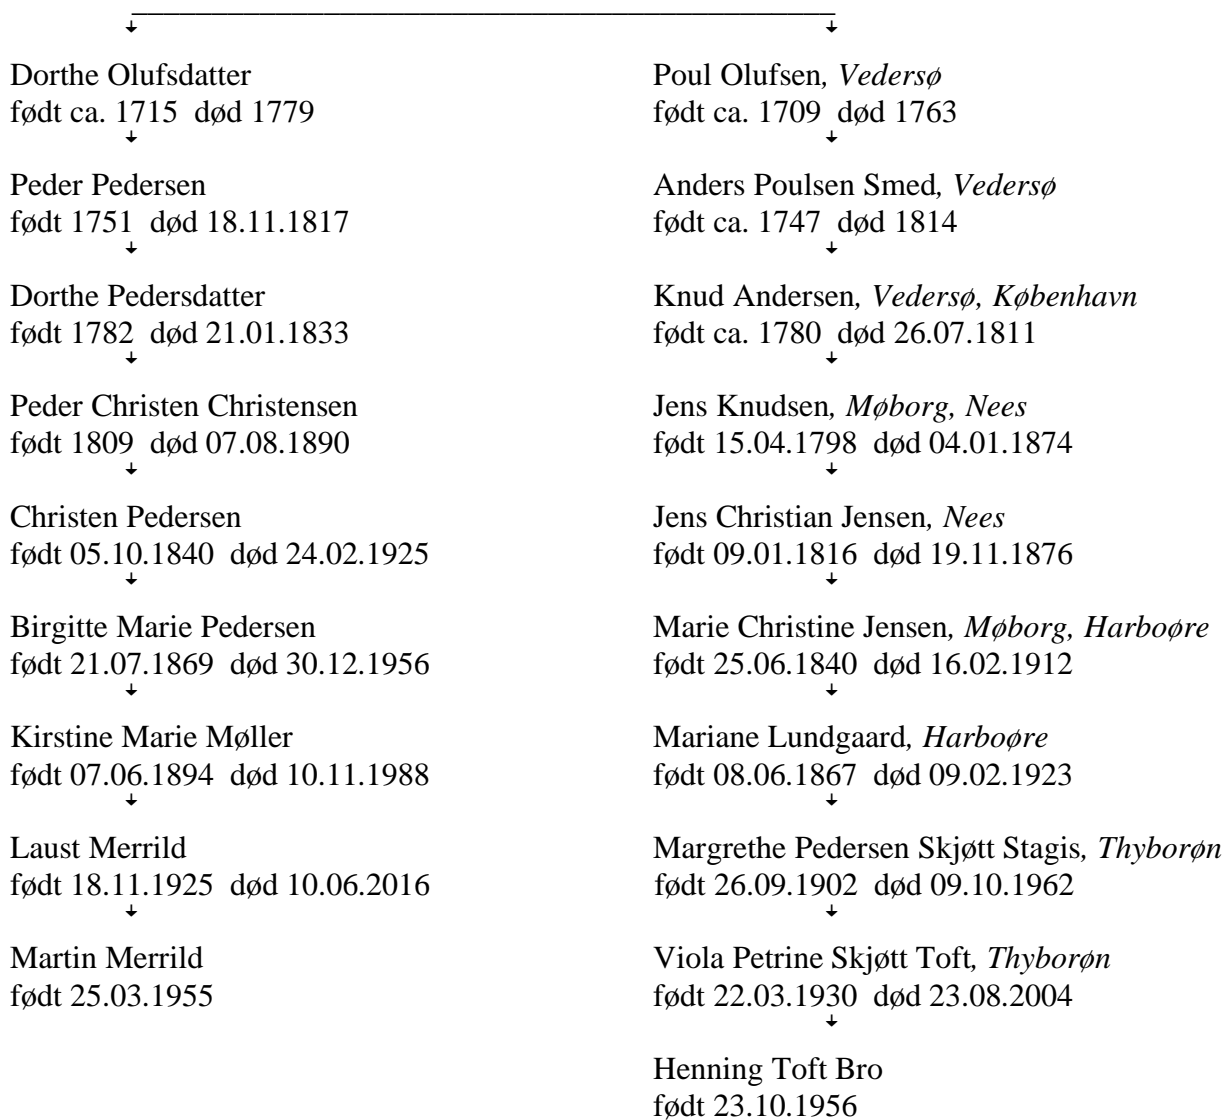 Dorthe Olufsdatter
født ca. 1715 død 1779
Peder Pedersen
født 1751 død 18.11.1817
Dorthe Pedersdatter
født 1782 død 21.01.1833
Peder Christen Christensen
født 1809 død 07.08.1890
Christen Pedersen
født 05.10.1840 død 24.02.1925
Birgitte Marie Pedersen
født 21.07.1869 død 30.12.1956
Kirstine Marie Møller
født 07.06.1894 død 10.11.1988
Laust Merrild
født 18.11.1925 død 10.06.2016
Martin Merrild
født 25.03.1955
Poul Olufsen, Vedersø
født ca. 1709 død 1763
Anders Poulsen Smed, Vedersø
født ca. 1747 død 1814
Knud Andersen, Vedersø, København
født ca. 1780 død 26.07.1811
Jens Knudsen, Møborg, Nees
født 15.04.1798 død 04.01.1874
Jens Christian Jensen, Nees
født 09.01.1816 død 19.11.1876
Marie Christine Jensen, Møborg, Harboøre
født 25.06.1840 død 16.02.1912
Mariane Lundgaard, Harboøre
født 08.06.1867 død 09.02.1923
Margrethe Pedersen Skjøtt Stagis, Thyborøn
født 26.09.1902 død 09.10.1962
Viola Petrine Skjøtt Toft, Thyborøn
født 22.03.1930 død 23.08.2004
Henning Toft Bro
født 23.10.1956